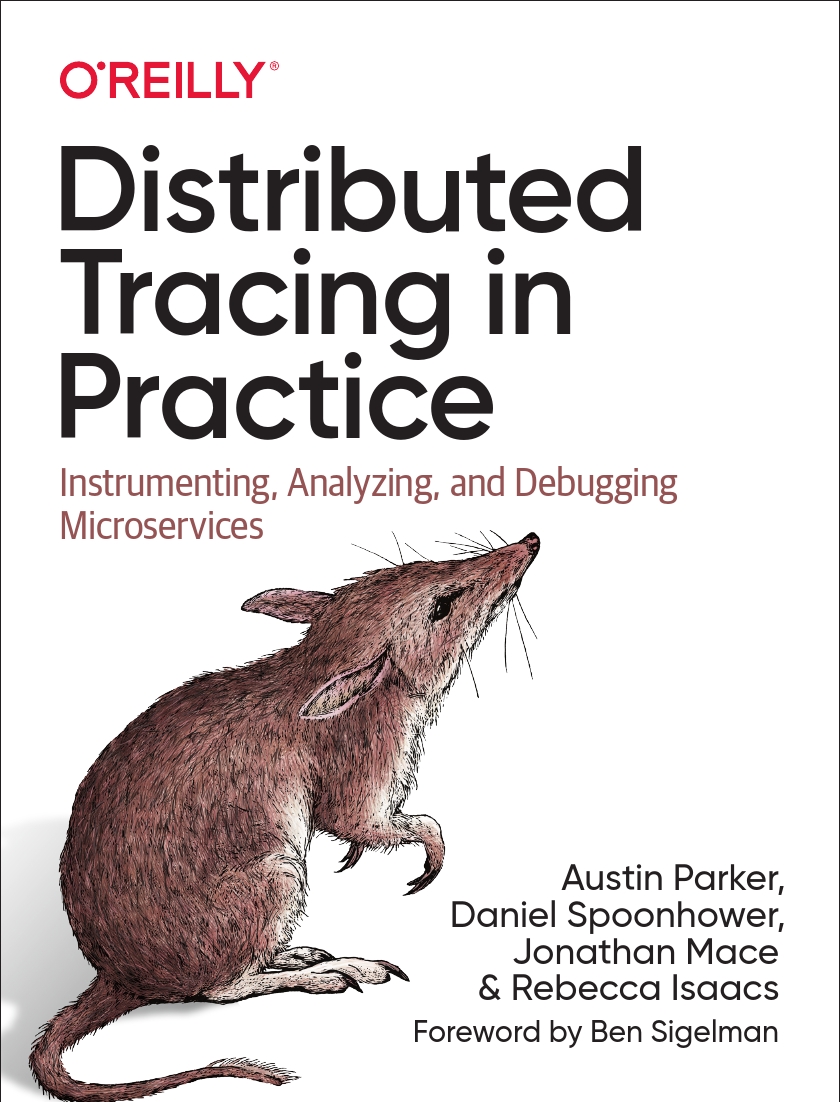 O'REILLY®
Distributed
Tracing in
Practice
Instrumenting, Analyzing, and Debugging
Microservices
Austin Parker,
Daniel Spoonhower,
Jonathan Mace
& Rebecca Isaacs
Foreword by Ben Sigelman